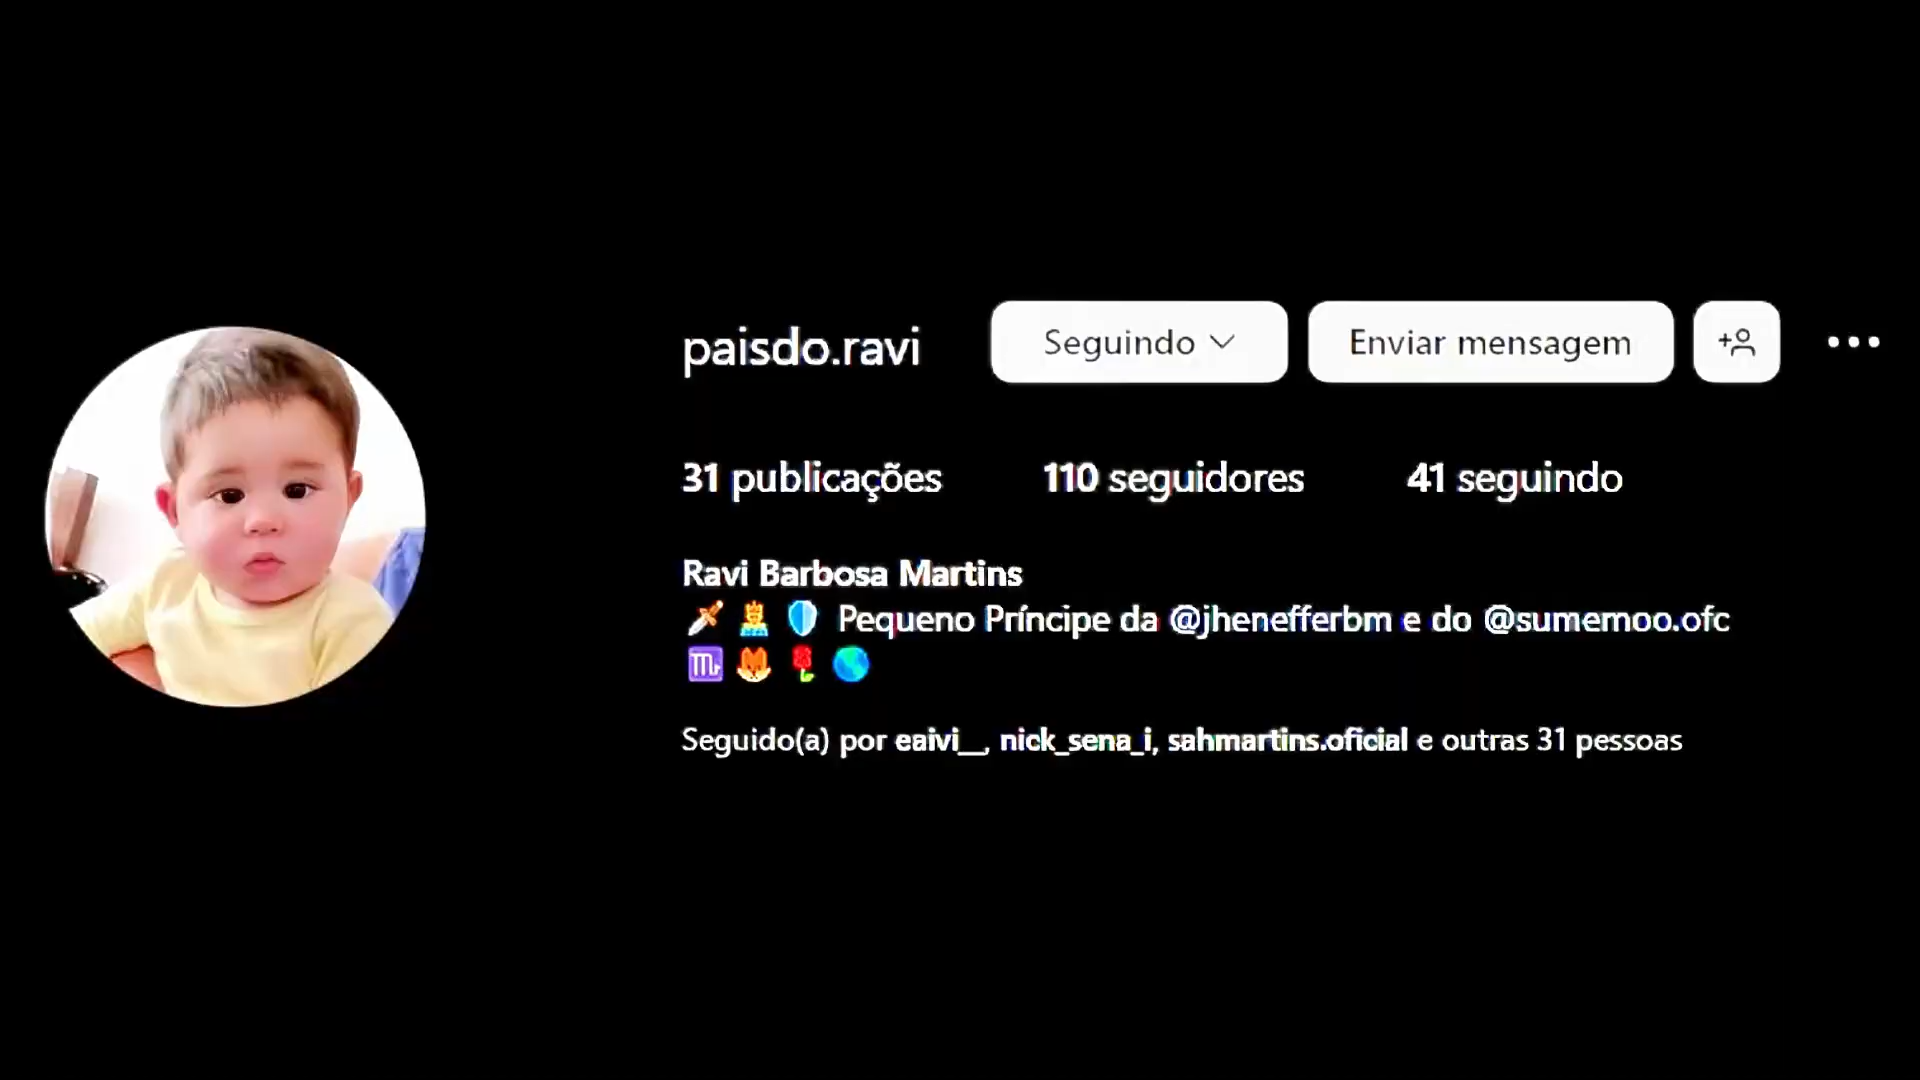 paisdo.ravi
Seguindo
Enviar mensagem
31 publicações 110 seguidores 41 seguindo
Ravi Barbosa Martins
🗡️ 🤴 🛡️ Pequeno Príncipe da @jhenefferbm e do @sumemoo.ofc
♏ 🦊 🌹 🌎
Seguido(a) por eaivi__, nick_sena_i, sahmartins.oficial e outras 31 pessoas